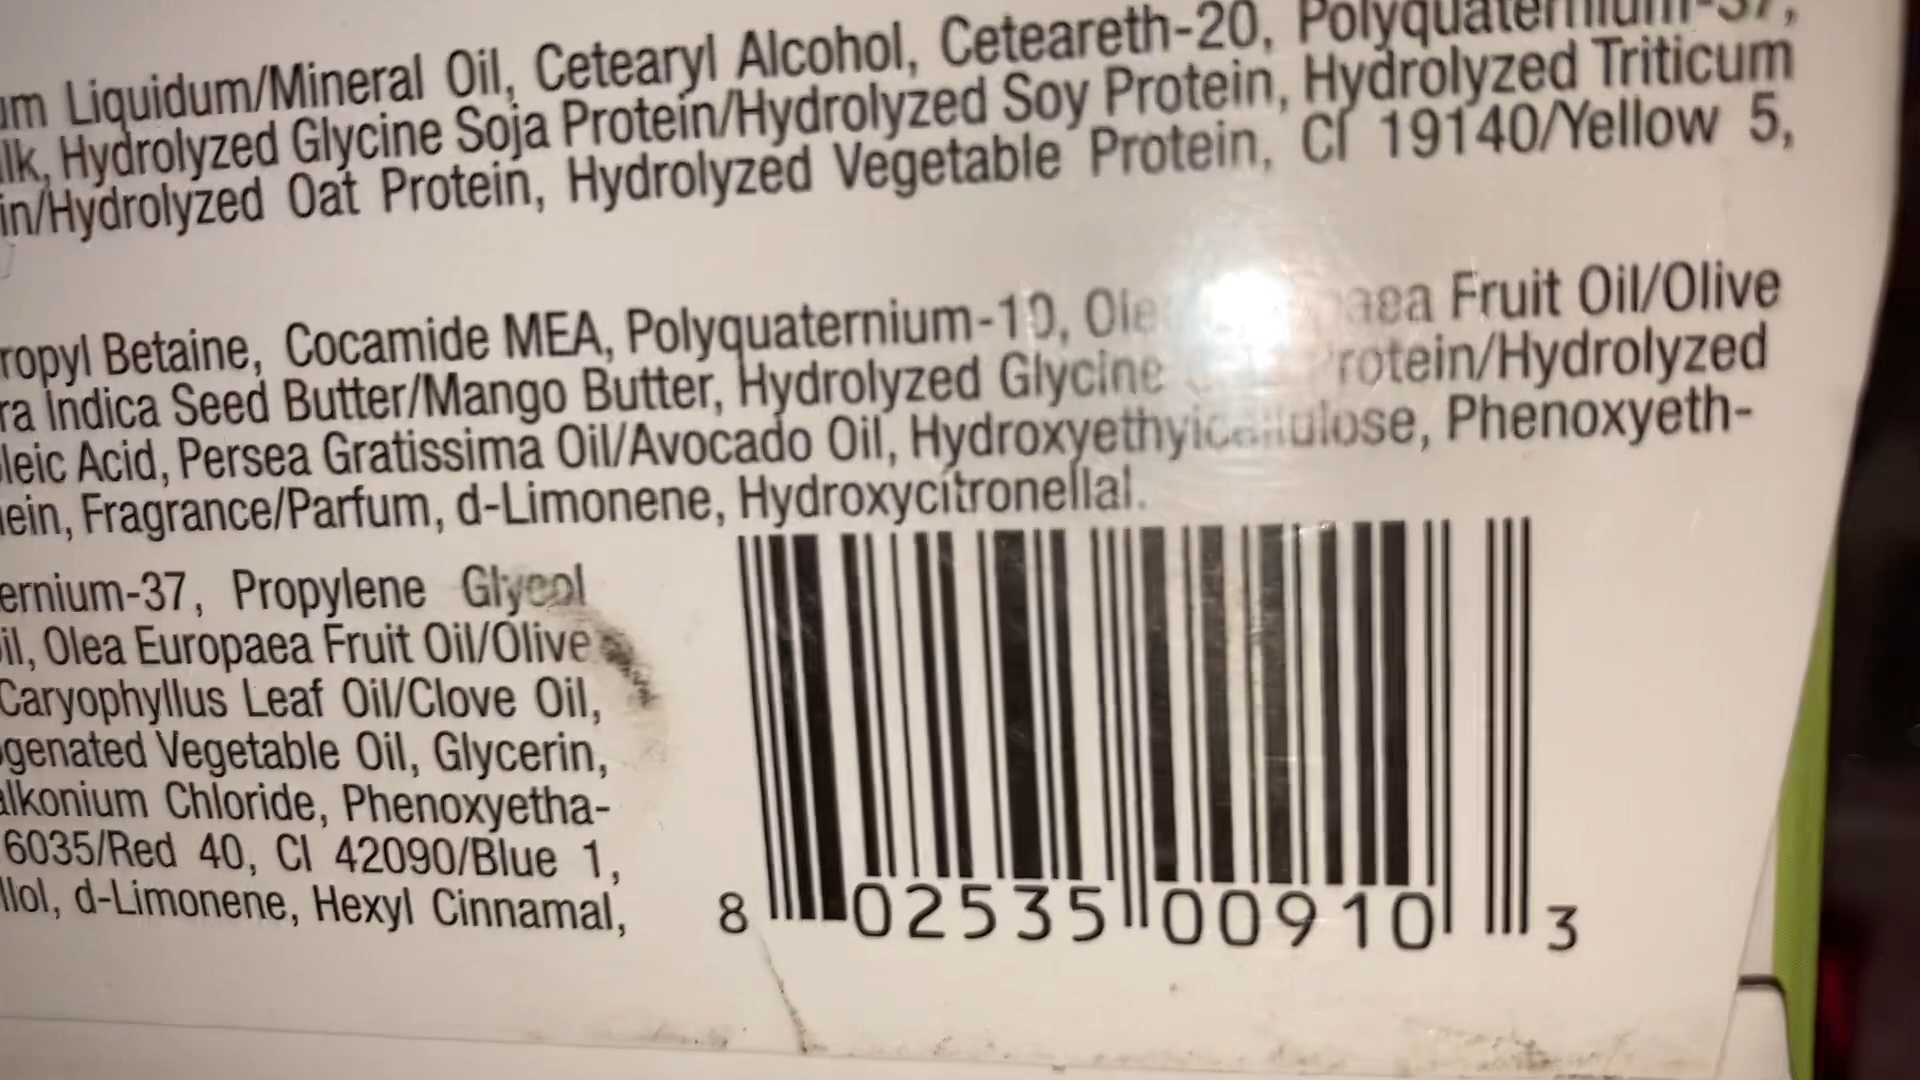 um Liquidum/Mineral Oil, Cetearyl Alcohol, Ceteareth-20, Polyquaternium-37,
ilk, Hydrolyzed Glycine Soja Protein/Hydrolyzed Soy Protein, Hydrolyzed Triticum
in/Hydrolyzed Oat Protein, Hydrolyzed Vegetable Protein, CI 19140/Yellow 5,
ropyl Betaine, Cocamide MEA, Polyquaternium-10, Fruit Oil/Olive
ra Indica Seed Butter/Mango Butter, Hydrolyzed Glycine rotein/Hydrolyzed
leic Acid, Persea Gratissima Oil/Avocado Oil, Hydroxyethylcellulose, Phenoxyeth-
ein, Fragrance/Parfum, d-Limonene, Hydroxycitronellal.
ernium-37, Propylene Glycol
il, Olea Europaea Fruit Oil/Olive
Caryophyllus Leaf Oil/Clove Oil,
genated Vegetable Oil, Glycerin,
alkonium Chloride, Phenoxyetha-
6035/Red 40, CI 42090/Blue 1,
llol, d-Limonene, Hexyl Cinnamal,
8 02535 00910 3